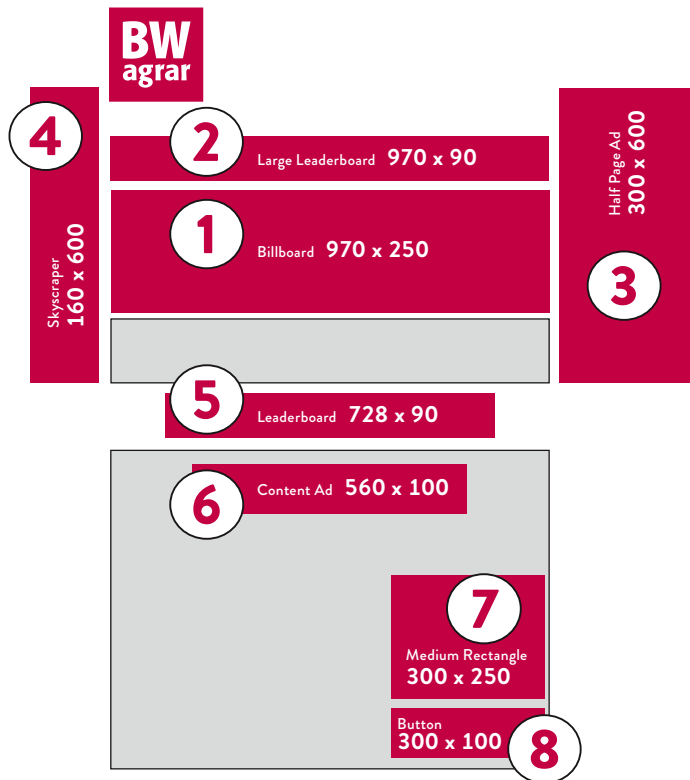 BW
agrar
4
Skyscraper
160 x 600
2
Large Leaderboard 970 x 90
1
Billboard 970 x 250
Half Page Ad
300 x 600
3
5
Leaderboard 728 x 90
6
Content Ad 560 x 100
7
Medium Rectangle
300 x 250
Button
300 x 100
8